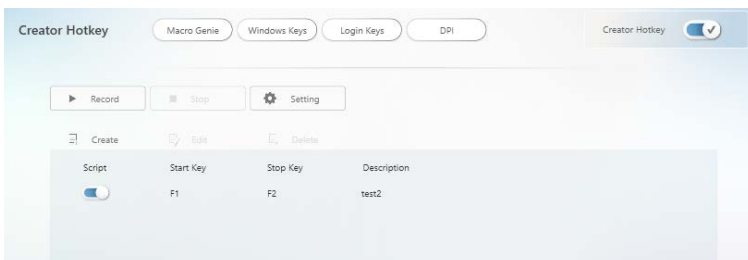 Creator Hotkey Macro Genie Windows Keys Login Keys DPI Creator Hotkey
Record Stop Setting
Create Edit Delete
Script Start Key Stop Key Description
F1 F2 test2